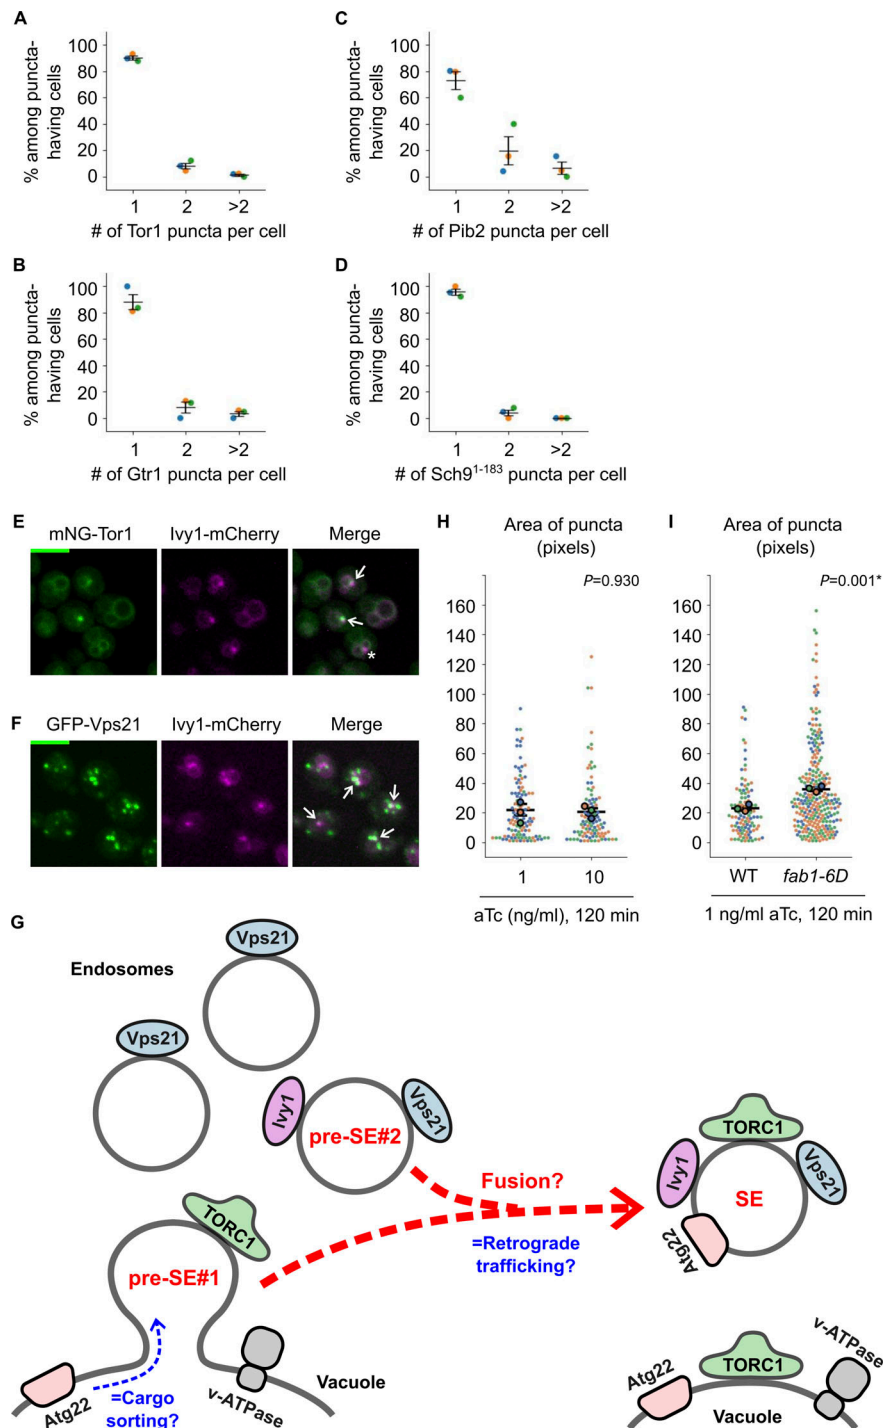 A
% among puncta-
having cells
100
80
60
40
20
0
1 2 >2
# of Tor1 puncta per cell
C
% among puncta-
having cells
100
80
60
40
20
0
1 2 >2
# of Pib2 puncta per cell
B
% among puncta-
having cells
100
80
60
40
20
0
1 2 >2
# of Gtr1 puncta per cell
D
% among puncta-
having cells
100
80
60
40
20
0
1 2 >2
# of Sch9¹⁻¹⁸³ puncta per cell
E
mNG-Tor1 Ivy1-mCherry Merge
*
F
GFP-Vps21 Ivy1-mCherry Merge
H
Area of puncta
(pixels)
P=0.930
160
140
120
100
80
60
40
20
0
1 10
aTc (ng/ml), 120 min
I
Area of puncta
(pixels)
P=0.001*
160
140
120
100
80
60
40
20
0
WT fab1-6D
1 ng/ml aTc, 120 min
G
Endosomes
Vps21
Vps21
Ivy1
pre-SE#2
Vps21
TORC1
pre-SE#1
Fusion?
=Retrograde
trafficking?
TORC1
Ivy1
SE
Vps21
Atg22
Atg22
=Cargo
sorting?
v-ATPase
Vacuole
Atg22
TORC1
v-ATPase
Vacuole